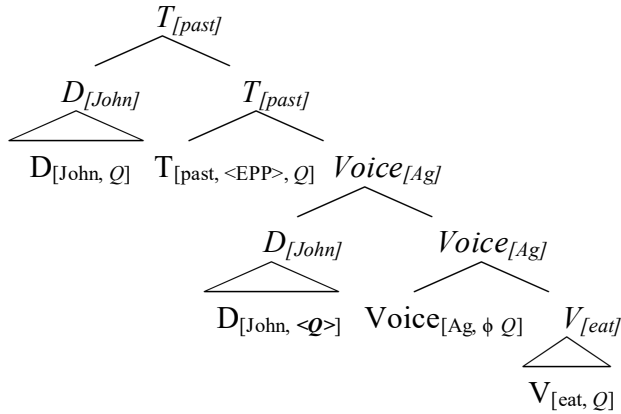 T[past]
D[John] T[past]
D[John, Q] T[past, <EPP>, Q] Voice[Ag]
D[John] Voice[Ag]
D[John, <Q>] Voice[Ag, ϕ Q] V[eat]
V[eat, Q]